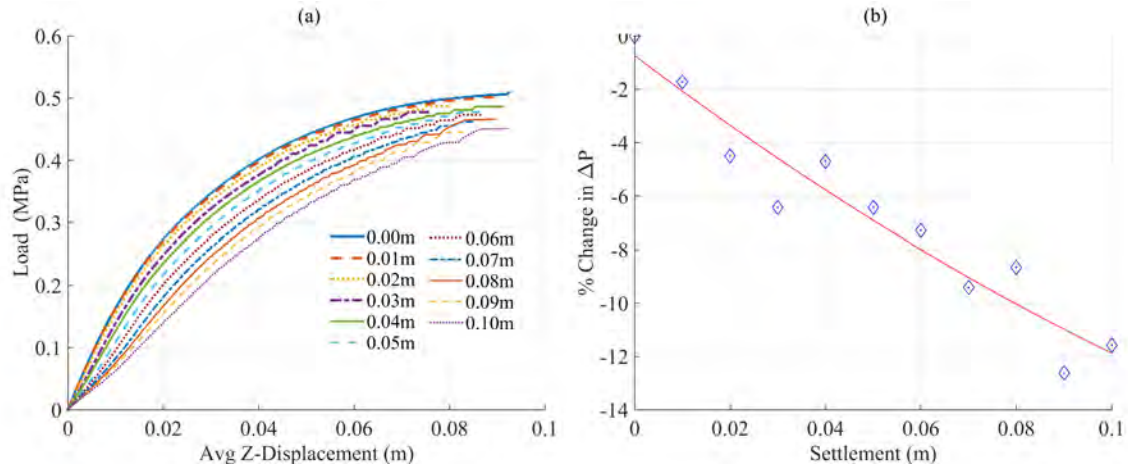 (a)
0.6
0.5
0.4
0.3
0.2
0.1
0
Load (MPa)
0.00m
0.01m
0.02m
0.03m
0.04m
0.05m
0.06m
0.07m
0.08m
0.09m
0.10m
0 0.02 0.04 0.06 0.08 0.1
Avg Z-Displacement (m)
(b)
0
-2
-4
-6
-8
-10
-12
-14
% Change in ΔP
0 0.02 0.04 0.06 0.08 0.1
Settlement (m)